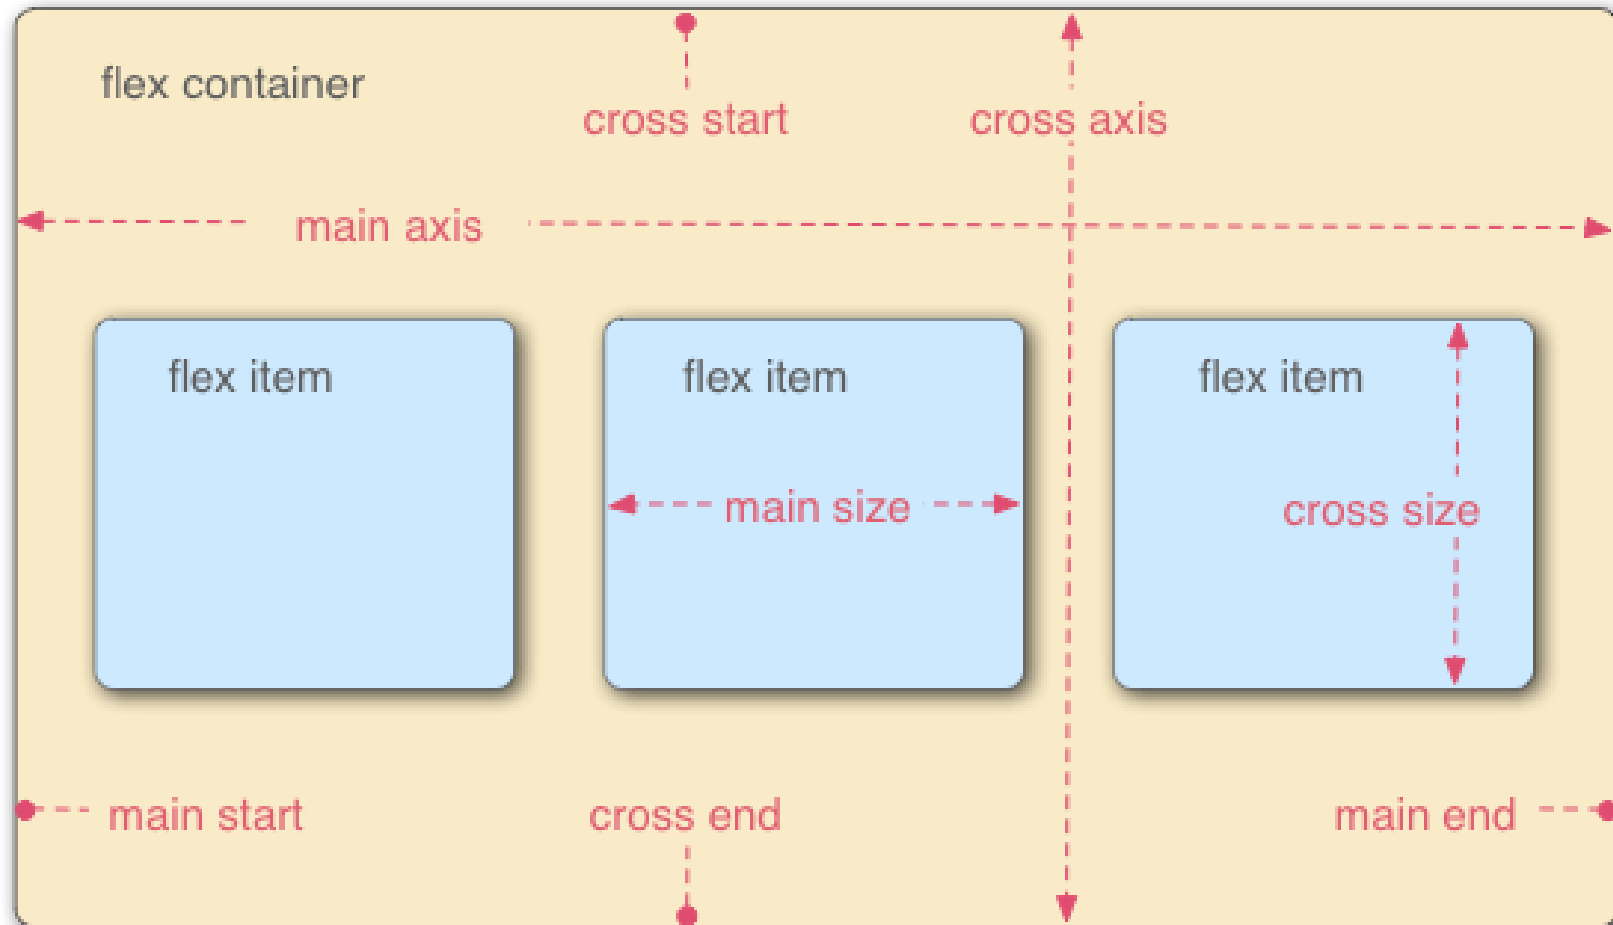 flex container
cross start
cross axis
main axis
flex item
flex item
flex item
main size
cross size
main start
cross end
main end